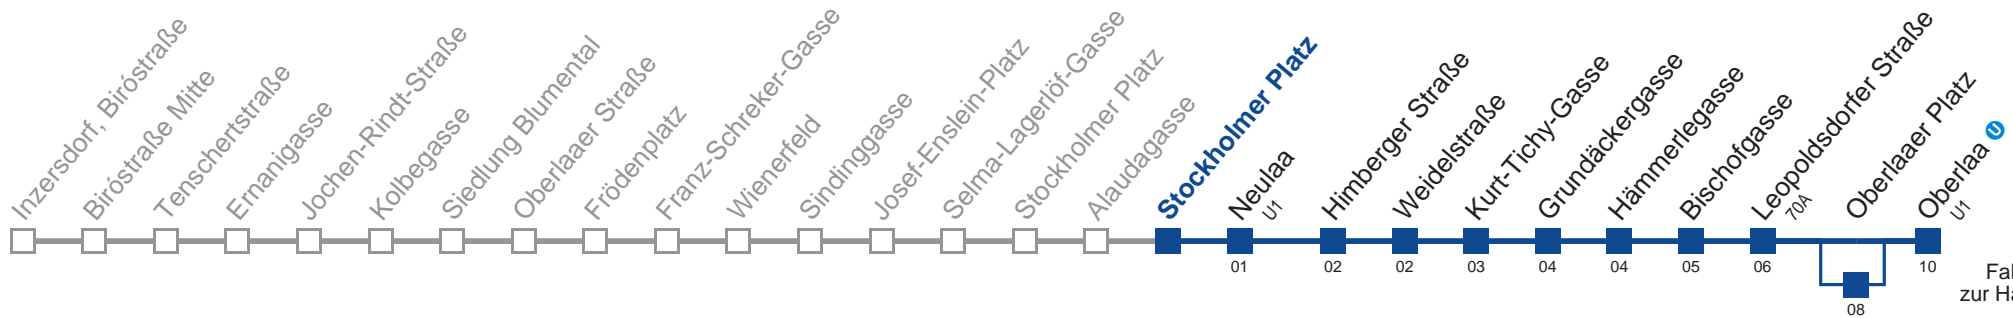 Inzersdorf, Biróstraße
Biróstraße Mitte
Tenschertstraße
Ernanigasse
Jochen-Rindt-Straße
Kolbegasse
Siedlung Blumental
Oberlaaer Straße
Frödenplatz
Franz-Schreker-Gasse
Wienerfeld
Sindinggasse
Josef-Enslein-Platz
Selma-Lagerlöf-Gasse
Stockholmer Platz
Alaudagasse
Stockholmer Platz
Neulaa
U1
Himberger Straße
Weidelstraße
Kurt-Tichy-Gasse
Grundäckergasse
Hämmerlegasse
Bischofgasse
Leopoldsdorfer Straße
70A
Oberlaaer Platz
Oberlaa U
U1
01
02
02
03
04
04
05
06
08
10
zur